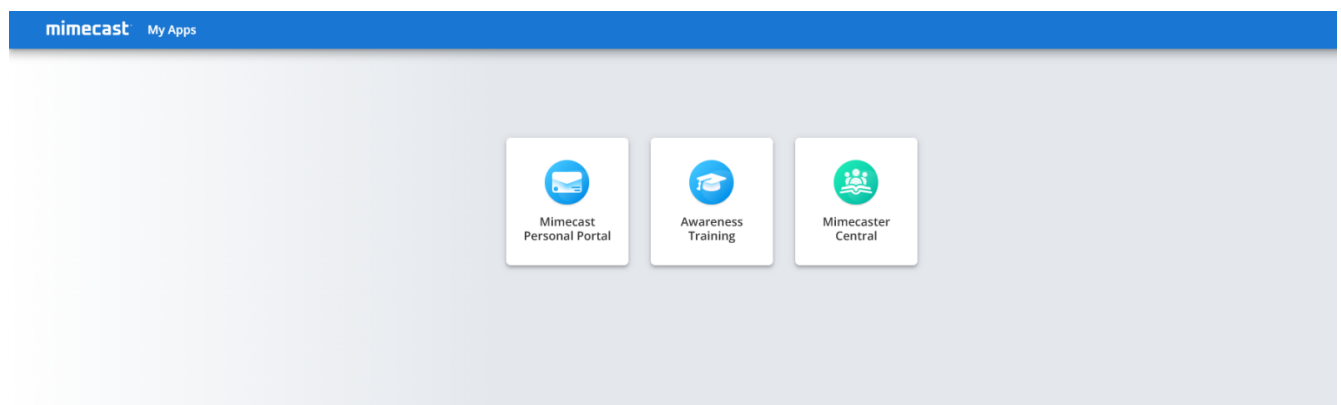 mimecast My Apps
Mimecast
Personal Portal
Awareness
Training
Mimecaster
Central